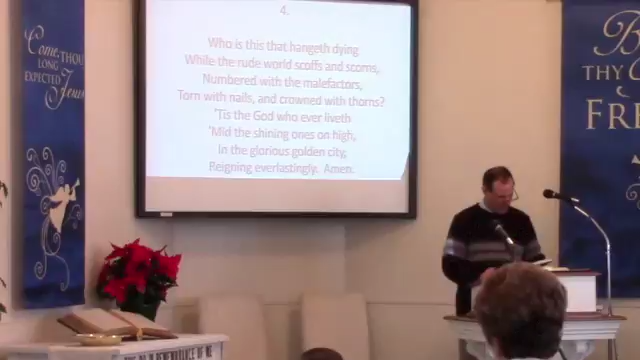 4.
Who is this that hangeth dying
While the rude world scoffs and scorns,
Numbered with the malefactors,
Torn with nails, and crowned with thorns?
'Tis the God who ever liveth
'Mid the shining ones on high,
In the glorious golden city,
Reigning everlastingly. Amen.
Come, THOU
LONG
EXPECTED
Jesus
THY
FRE